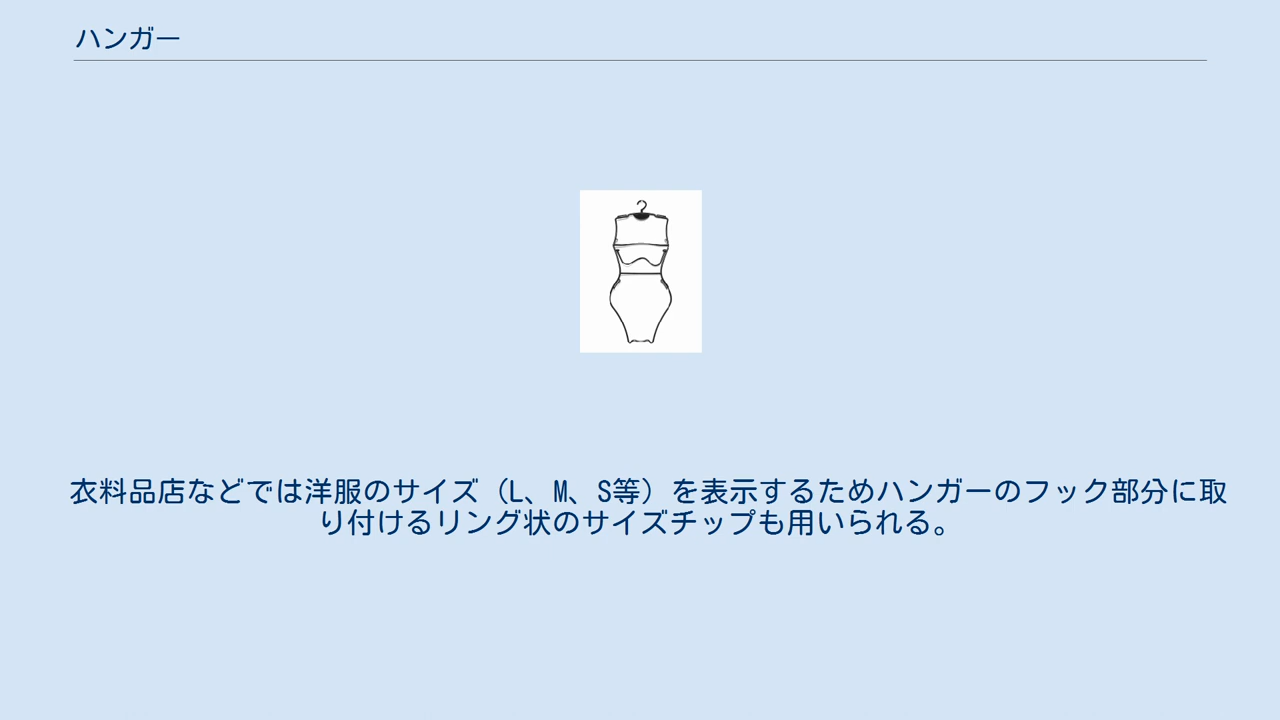 ハンガー
衣料品店などでは洋服のサイズ（L、M、S等）を表示するためハンガーのフック部分に取
り付けるリング状のサイズチップも用いられる。